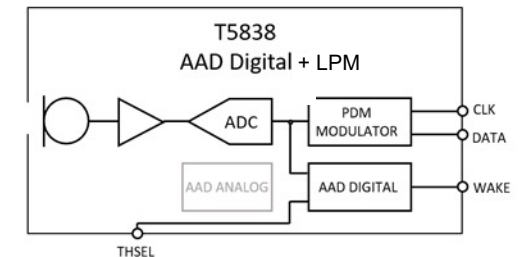 T5838
AAD Digital + LPM
ADC
PDM
MODULATOR
CLK
DATA
AAD ANALOG
AAD DIGITAL
WAKE
THSEL